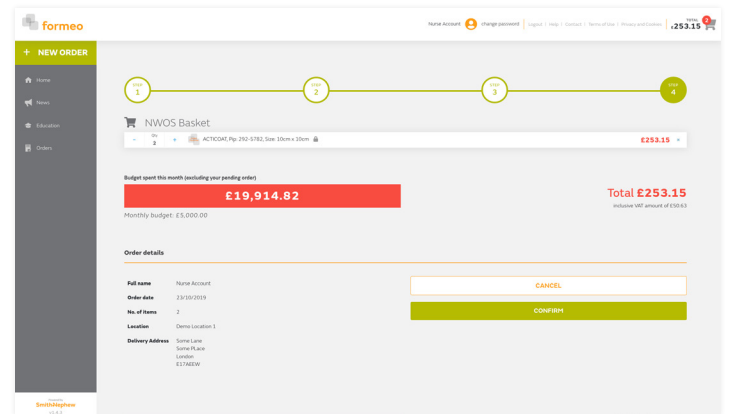 formeo
Nurse Account change password Logout | Help | Contact | Terms of Use | Privacy and Cookies TOTAL £253.15 2
+ NEW ORDER
Home
News
Education
Orders
STEP 1
STEP 2
STEP 3
STEP 4
NWOS Basket
- Qty 2 + ACTICOAT, Pip: 292-5782, Size: 10cm x 10cm £253.15
Budget spent this month (excluding your pending order)
£19,914.82
Monthly budget: £5,000.00
Total £253.15
inclusive VAT amount of £50.63
Order details
Full name Nurse Account
Order date 23/10/2019
No. of items 2
Location Demo Location 1
Delivery Address Some Lane
Some PLace
London
E17AEEW
CANCEL
CONFIRM
SmithNephew